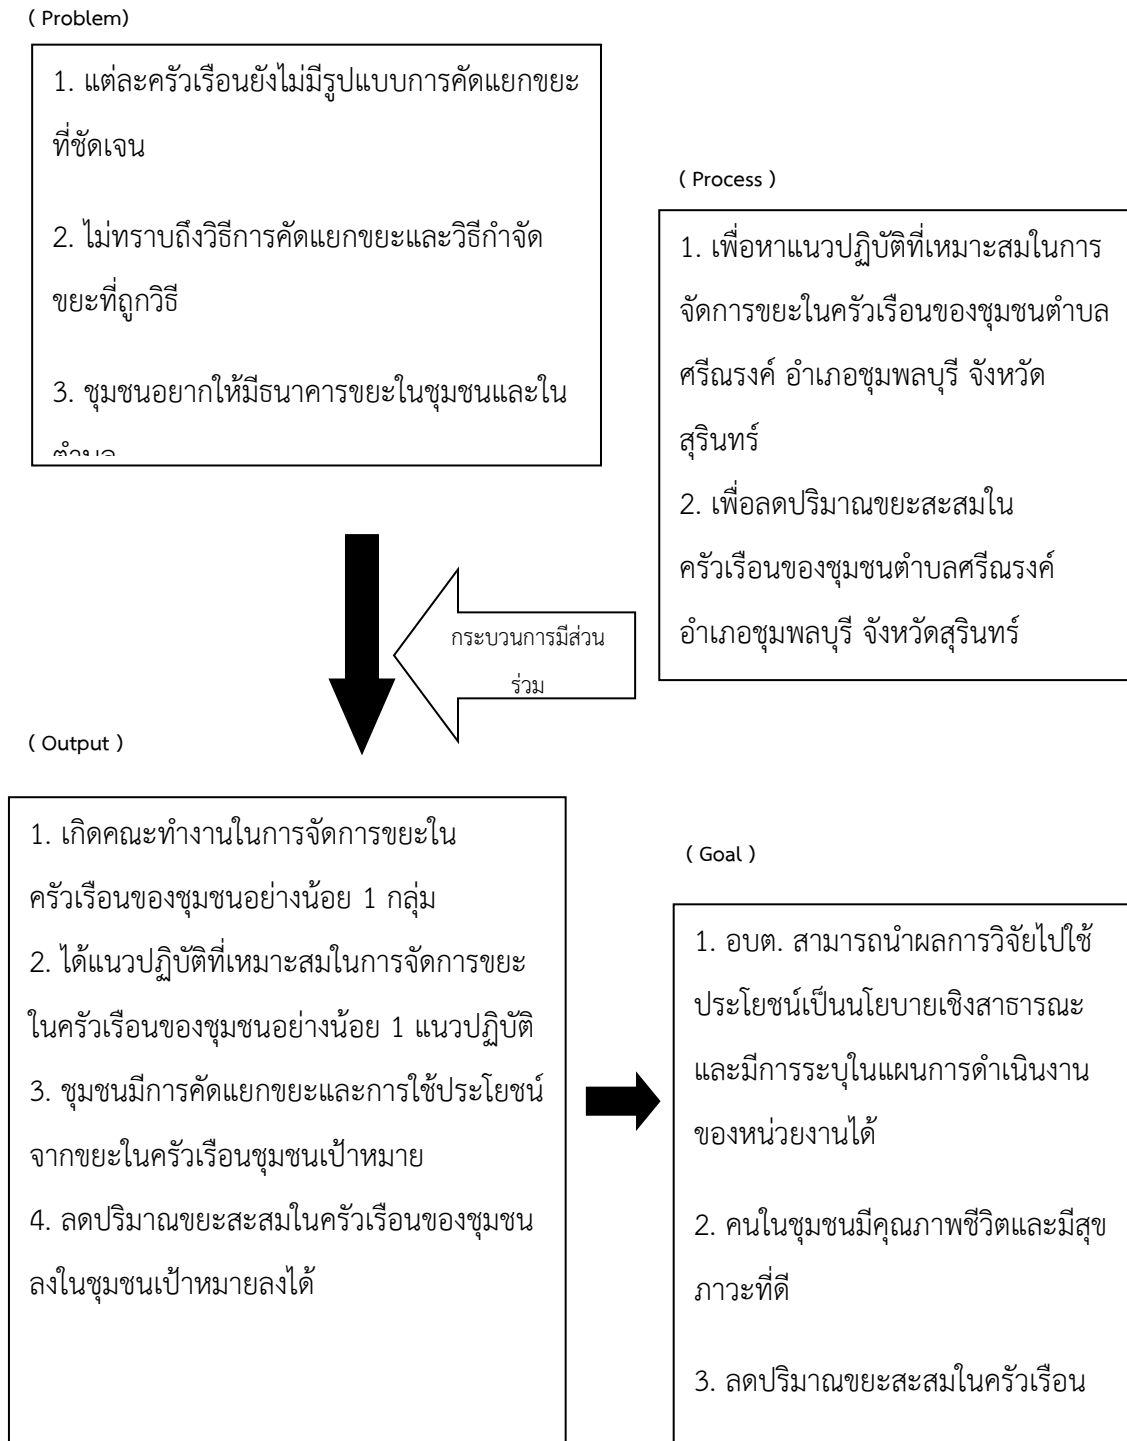 ( Problem)
1. แต่ละครัวเรือนยังไม่มีรูปแบบการคัดแยกขยะ
ที่ชัดเจน
2. ไม่ทราบถึงวิธีการคัดแยกขยะและวิธีกำจัด
ขยะที่ถูกวิธี
3. ชุมชนอยากให้มีธนาคารขยะในชุมชนและใน
( Process )
1. เพื่อหาแนวปฏิบัติที่เหมาะสมในการ
จัดการขยะในครัวเรือนของชุมชนตำบล
ศรีณรงค์ อำเภอชุมพลบุรี จังหวัด
สุรินทร์
2. เพื่อลดปริมาณขยะสะสมใน
ครัวเรือนของชุมชนตำบลศรีณรงค์
อำเภอชุมพลบุรี จังหวัดสุรินทร์
กระบวนการมีส่วน
ร่วม
( Output )
1. เกิดคณะทำงานในการจัดการขยะใน
ครัวเรือนของชุมชนอย่างน้อย 1 กลุ่ม
2. ได้แนวปฏิบัติที่เหมาะสมในการจัดการขยะ
ในครัวเรือนของชุมชนอย่างน้อย 1 แนวปฏิบัติ
3. ชุมชนมีการคัดแยกขยะและการใช้ประโยชน์
จากขยะในครัวเรือนชุมชนเป้าหมาย
4. ลดปริมาณขยะสะสมในครัวเรือนของชุมชน
ลงในชุมชนเป้าหมายลงได้
( Goal )
1. อบต. สามารถนำผลการวิจัยไปใช้
ประโยชน์เป็นนโยบายเชิงสาธารณะ
และมีการระบุในแผนการดำเนินงาน
ของหน่วยงานได้
2. คนในชุมชนมีคุณภาพชีวิตและมีสุข
ภาวะที่ดี
3. ลดปริมาณขยะสะสมในครัวเรือน